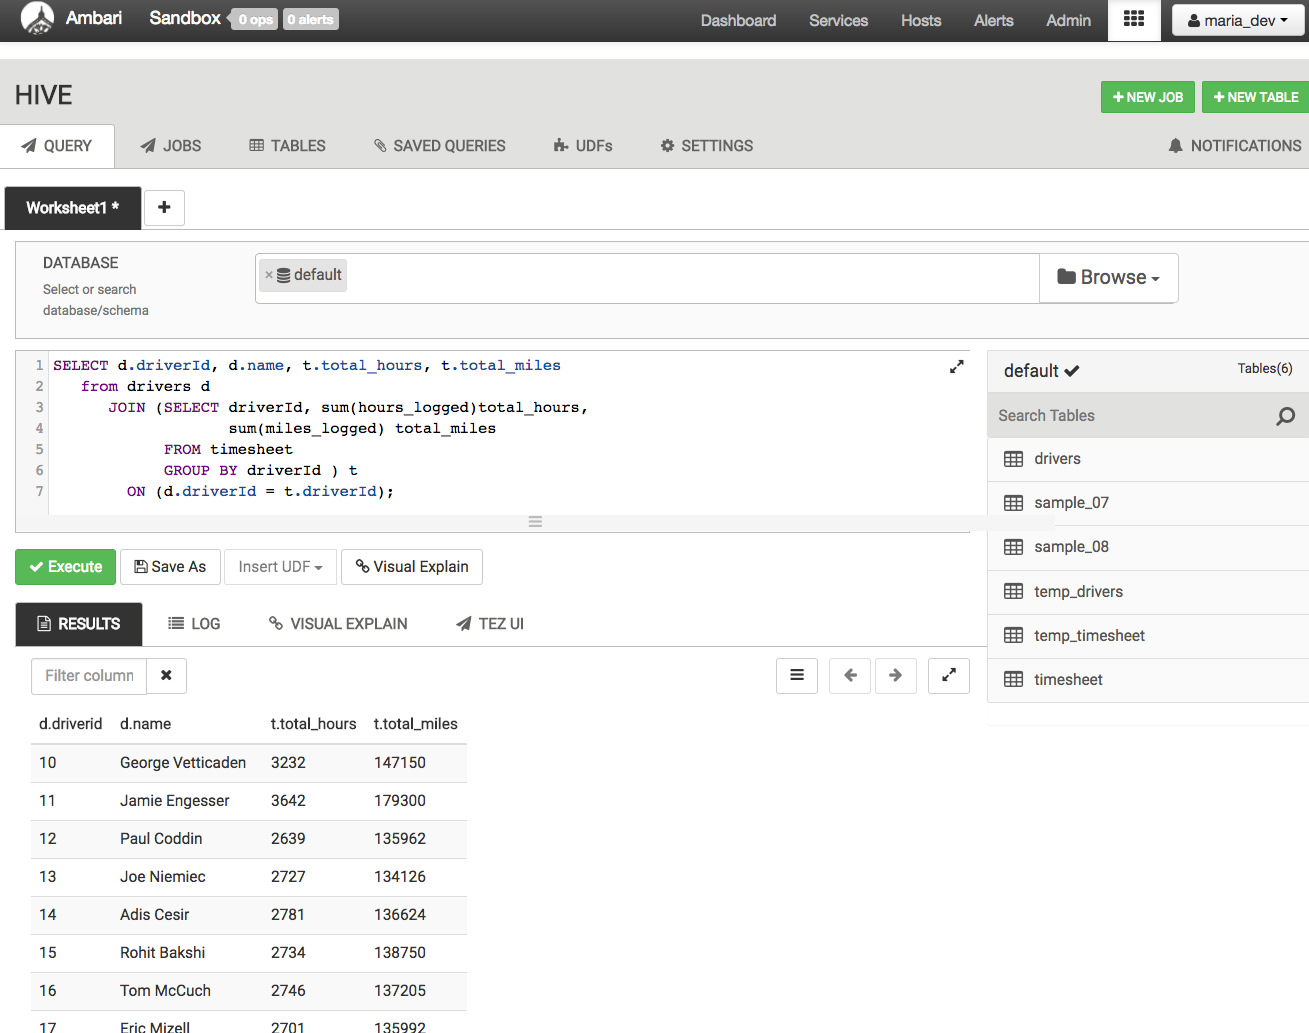 Ambari Sandbox 0 ops 0 alerts Dashboard Services Hosts Alerts Admin maria_dev
HIVE
+ NEW JOB + NEW TABLE
QUERY JOBS TABLES SAVED QUERIES UDFs SETTINGS NOTIFICATIONS
Worksheet1 * +
DATABASE
Select or search
database/schema
× default
Browse
1 SELECT d.driverId, d.name, t.total_hours, t.total_miles
2 from drivers d
3 JOIN (SELECT driverId, sum(hours_logged)total_hours,
4 sum(miles_logged) total_miles
5 FROM timesheet
6 GROUP BY driverId ) t
7 ON (d.driverId = t.driverId);
default Tables(6)
Search Tables
drivers
sample_07
sample_08
temp_drivers
temp_timesheet
timesheet
Execute Save As Insert UDF Visual Explain
RESULTS LOG VISUAL EXPLAIN TEZ UI
Filter column
d.driverid d.name t.total_hours t.total_miles
10 George Vetticaden 3232 147150
11 Jamie Engesser 3642 179300
12 Paul Coddin 2639 135962
13 Joe Niemiec 2727 134126
14 Adis Cesir 2781 136624
15 Rohit Bakshi 2734 138750
16 Tom McCuch 2746 137205
17 Eric Mizell 2701 135992